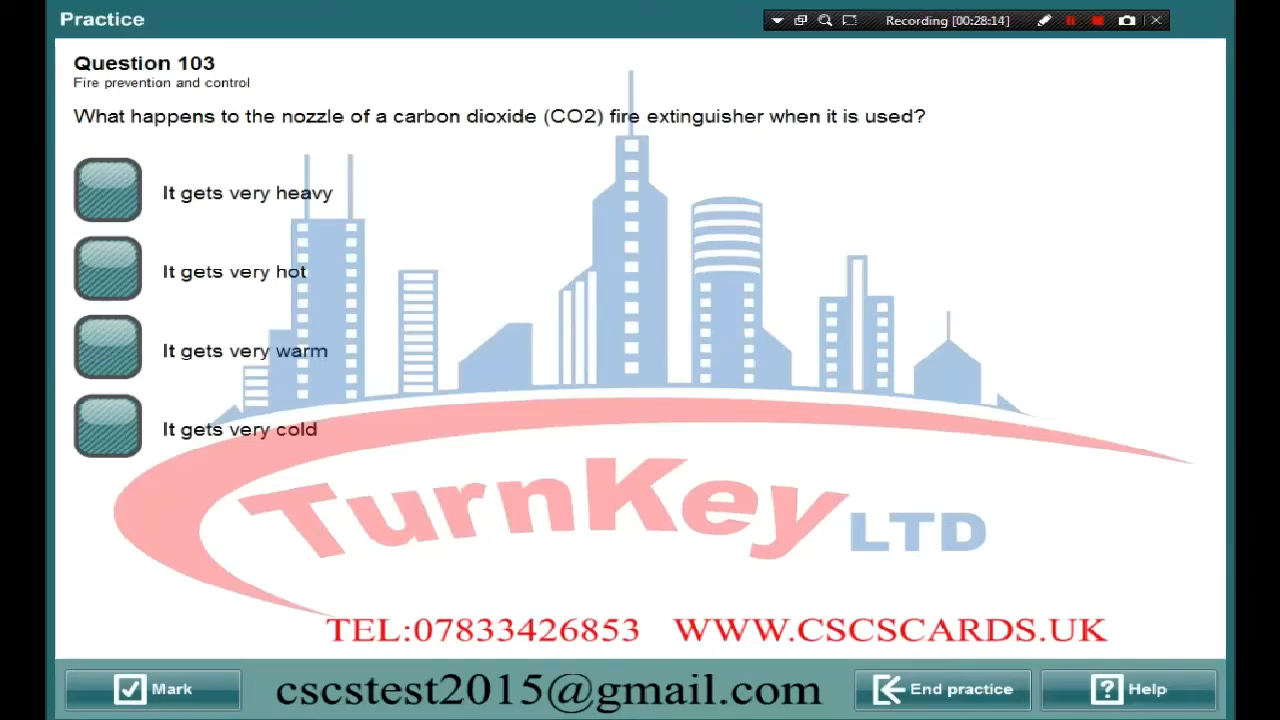 Practice
Recording [00:28:14]
Question 103
Fire prevention and control
What happens to the nozzle of a carbon dioxide (CO2) fire extinguisher when it is used?
It gets very heavy
It gets very hot
It gets very warm
It gets very cold
TurnKey LTD
TEL:07833426853 WWW.CSCSCARDS.UK
Mark
cscstest2015@gmail.com
End practice
Help